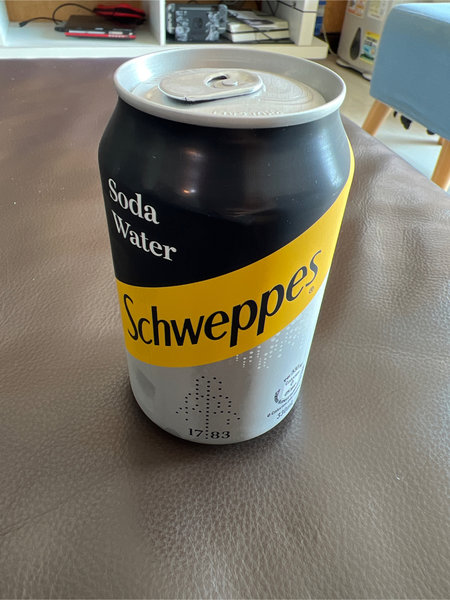 Soda
Water
Schweppes
®
17:83